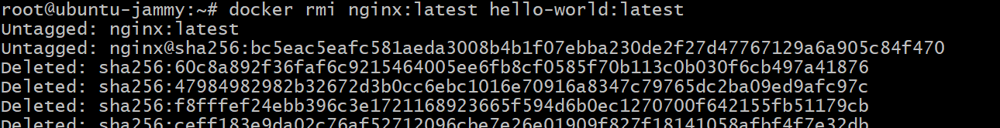 root@ubuntu-jammy:~# docker rmi nginx:latest hello-world:latest
Untagged: nginx:latest
Untagged: nginx@sha256:bc5eac5eafc581aeda3008b4b1f07ebba230de2f27d47767129a6a905c84f470
Deleted: sha256:60c8a892f36faf6c9215464005ee6fb8cf0585f70b113c0b030f6cb497a41876
Deleted: sha256:47984982982b32672d3b0cc6ebc1016e70916a8347c79765dc2ba09ed9afc97c
Deleted: sha256:f8fffef24ebb396c3e1721168923665f594d6b0ec1270700f642155fb51179cb
Deleted: sha256:ceff183e9da02c76af52712096cbe7e26e01909f827f18141058afbf4f7e32db